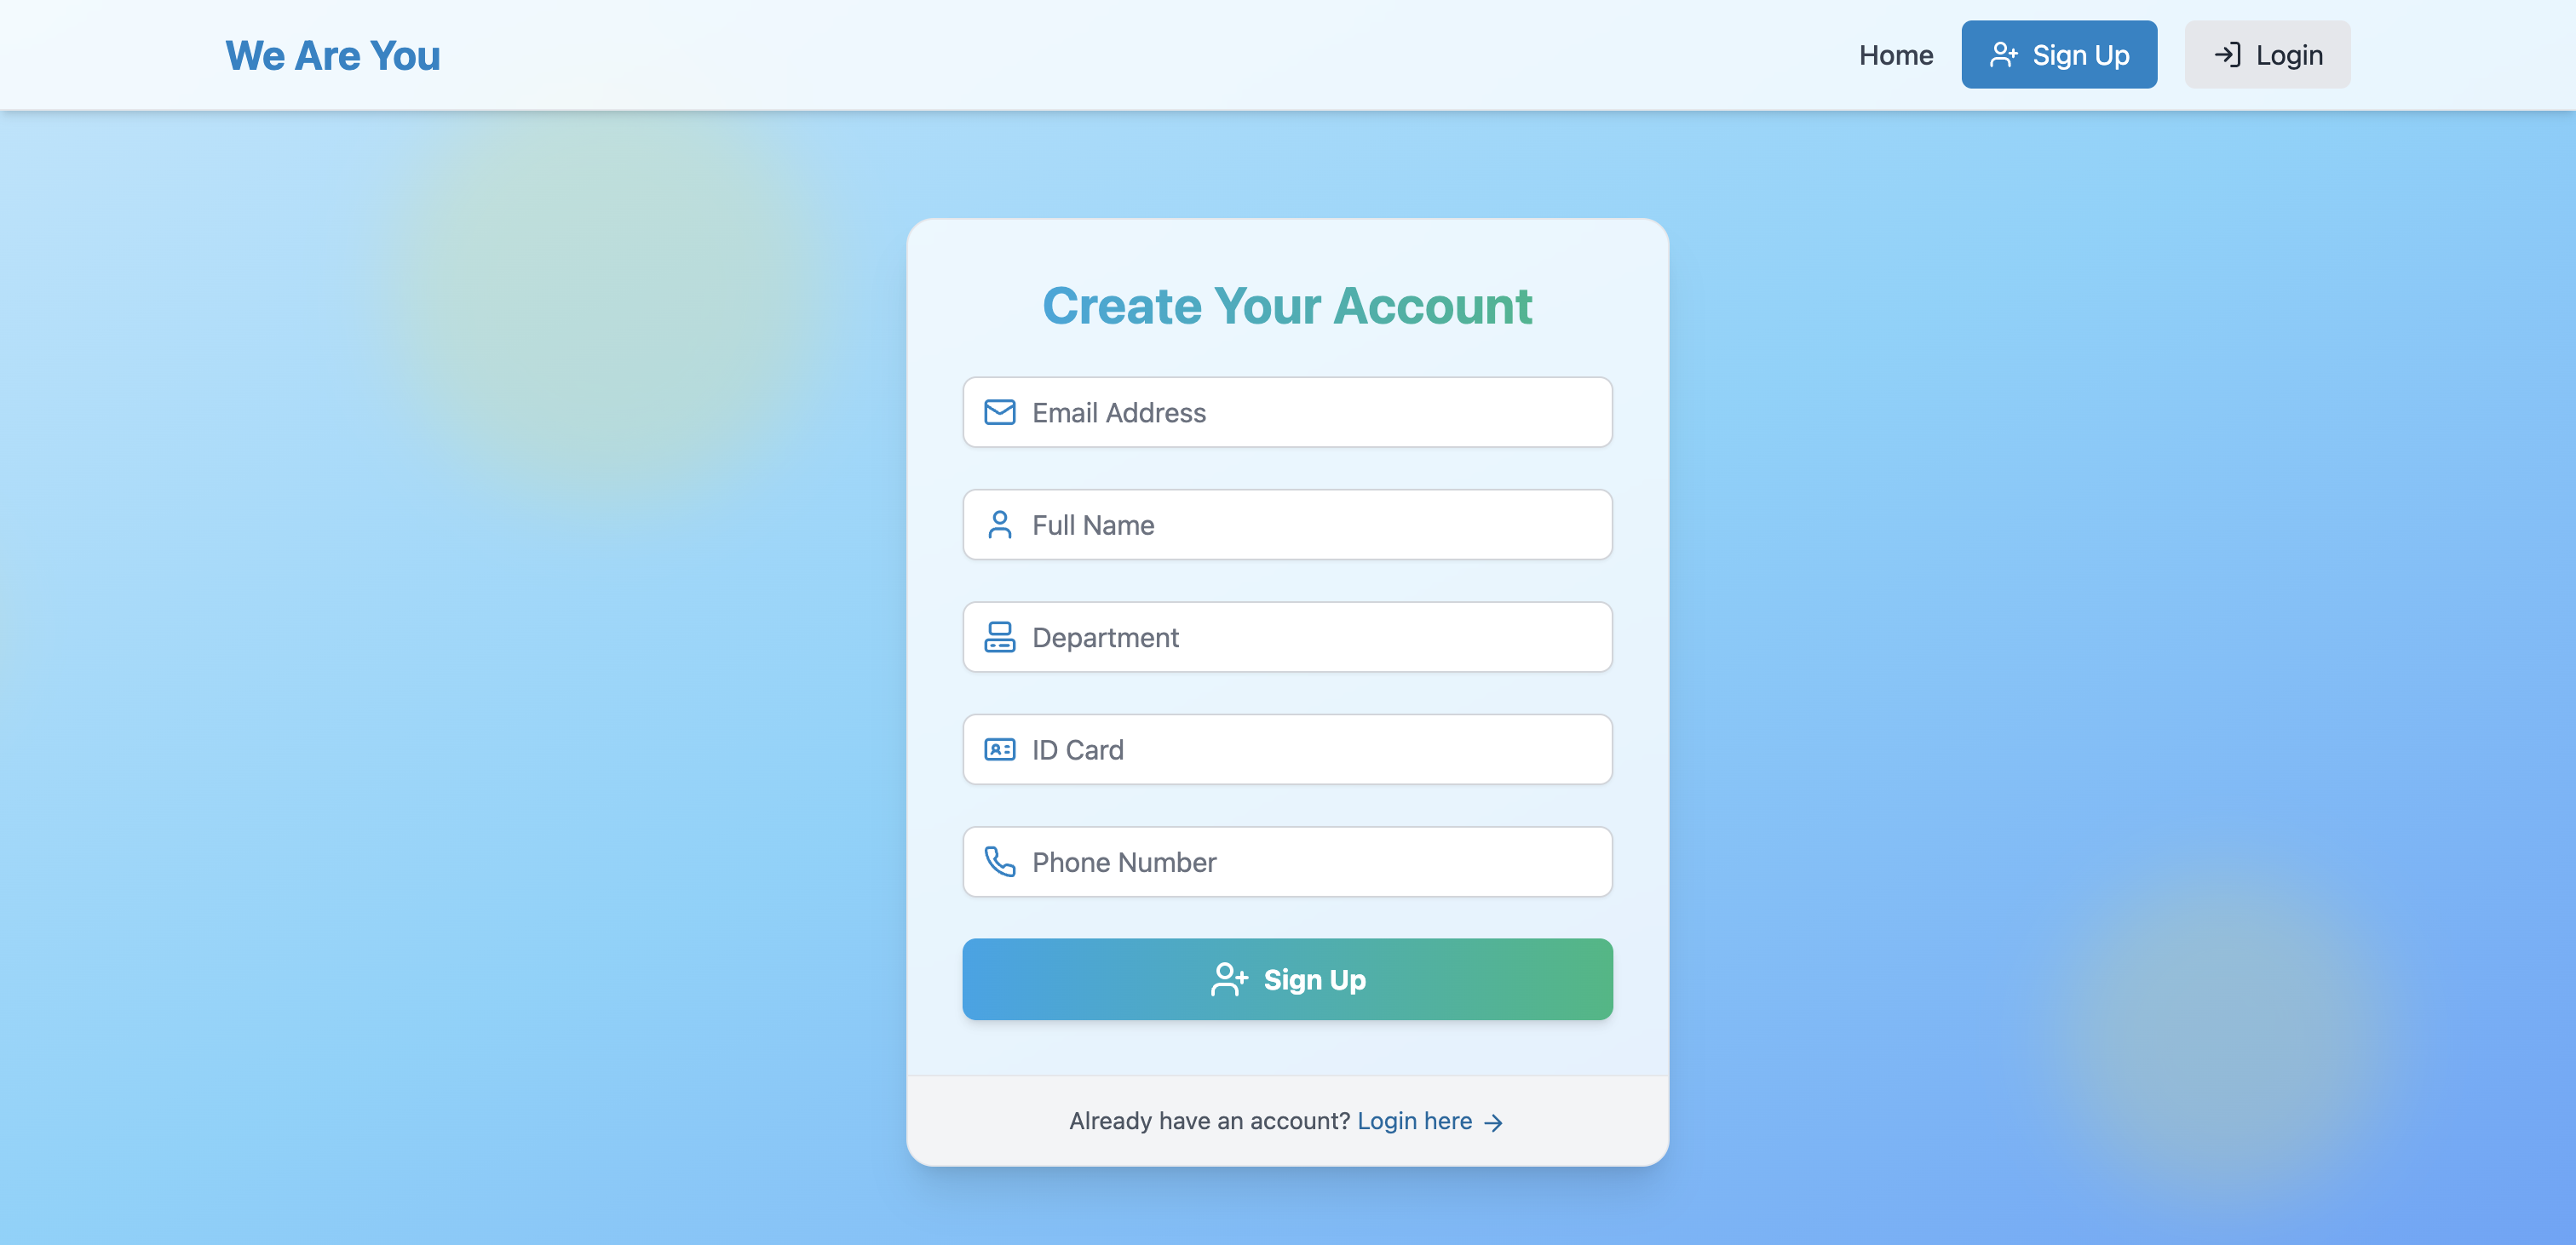 We Are You
Home
Sign Up
Login
Create Your Account
Email Address
Full Name
Department
ID Card
Phone Number
Sign Up
Already have an account? Login here →